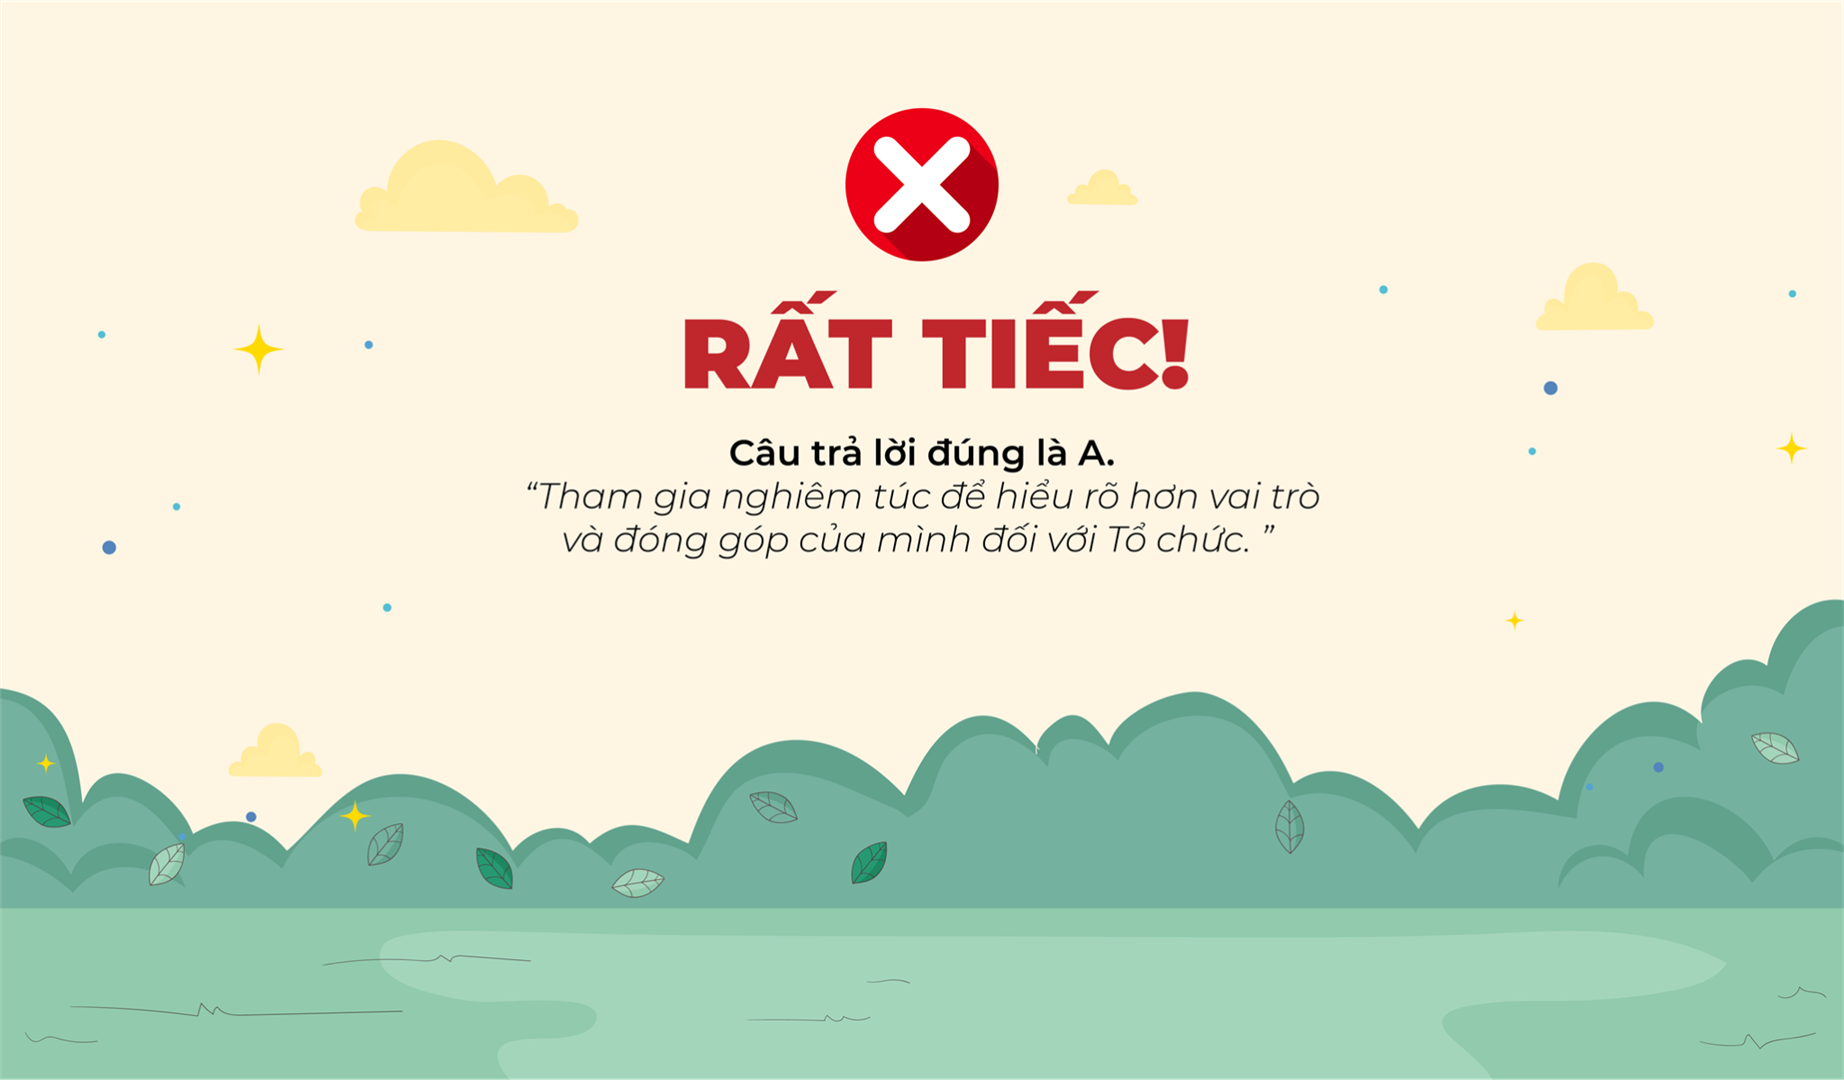 RẤT TIẾC!
Câu trả lời đúng là A.
“Tham gia nghiêm túc để hiểu rõ hơn vai trò
và đóng góp của mình đối với Tổ chức. ”